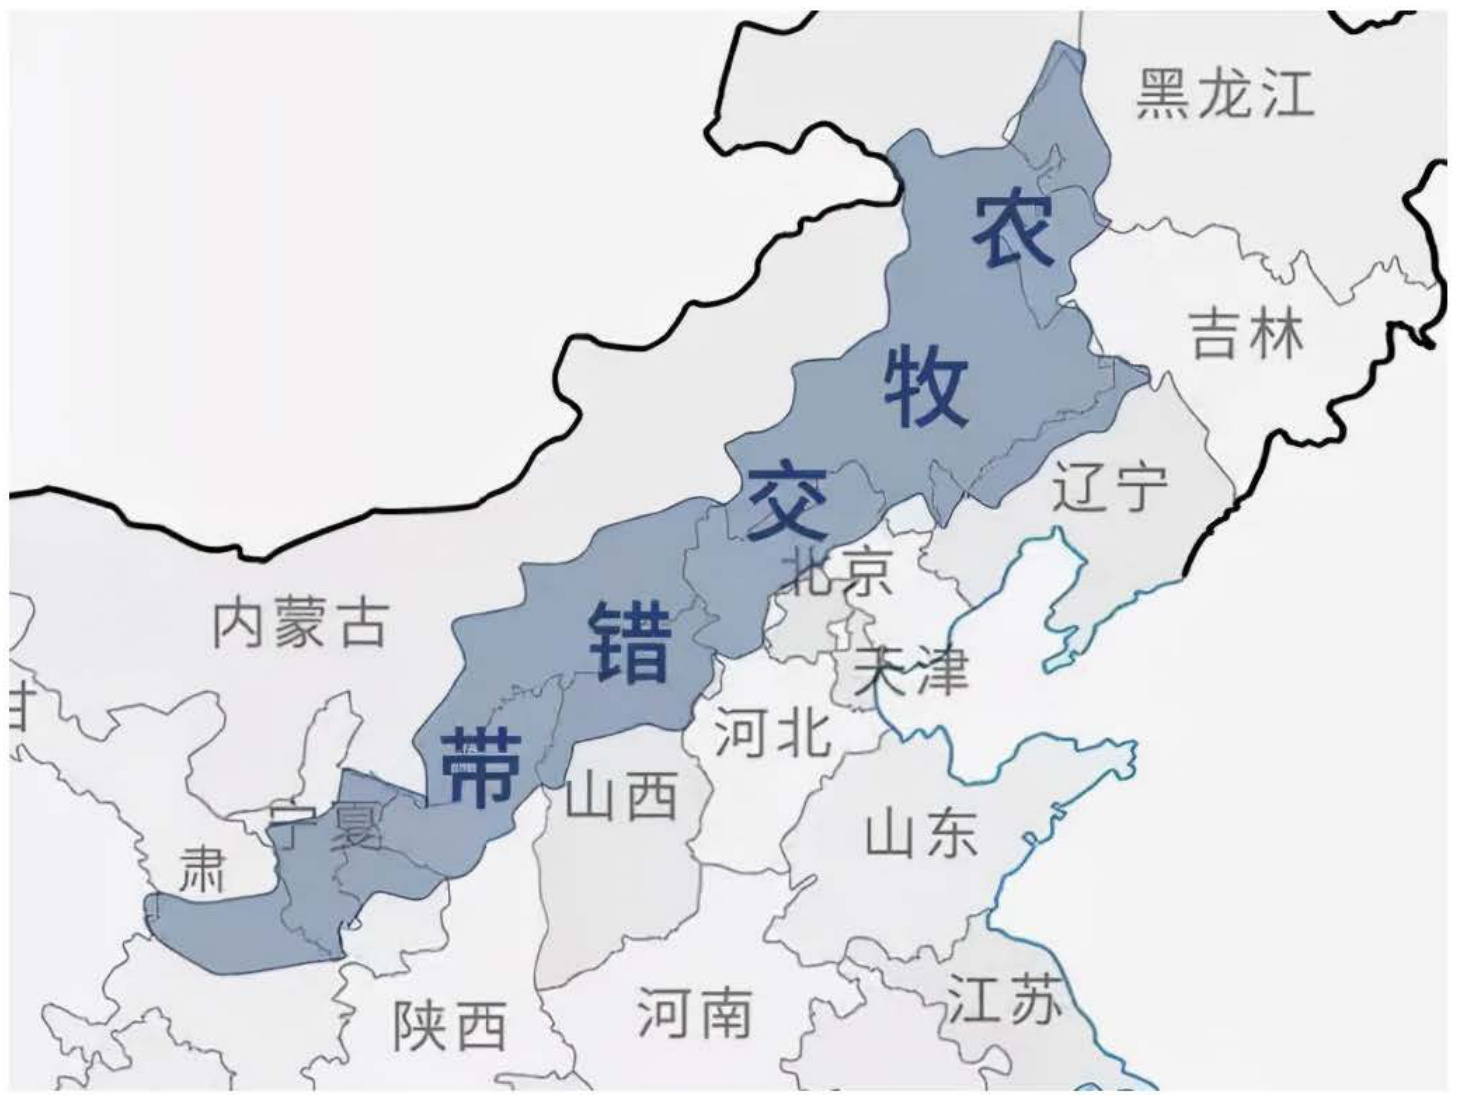 黑龙江
农
吉林
牧
辽宁
交
北京
内蒙古
错
天津
甘
河北
带
山西
宁夏
山东
肃
陕西
河南
江苏